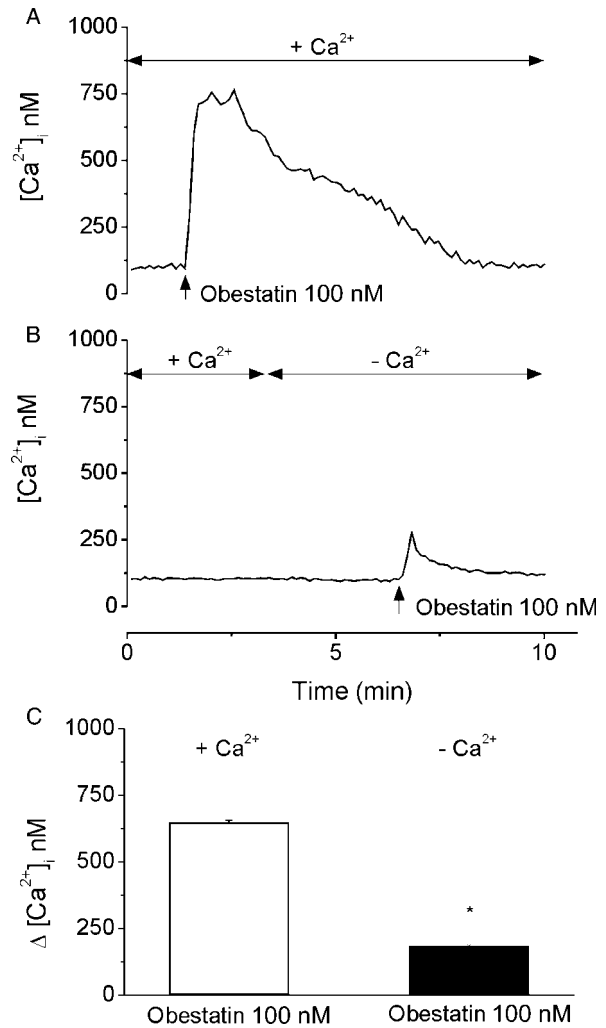 A
1000
+ Ca²⁺
750
500
250
0
[Ca²⁺]ᵢ nM
Obestatin 100 nM
B
1000
+ Ca²⁺ - Ca²⁺
750
500
250
0
[Ca²⁺]ᵢ nM
Obestatin 100 nM
0 5 10
Time (min)
C
1000
+ Ca²⁺ - Ca²⁺
750
500
250
0
Δ [Ca²⁺]ᵢ nM
*
Obestatin 100 nM Obestatin 100 nM